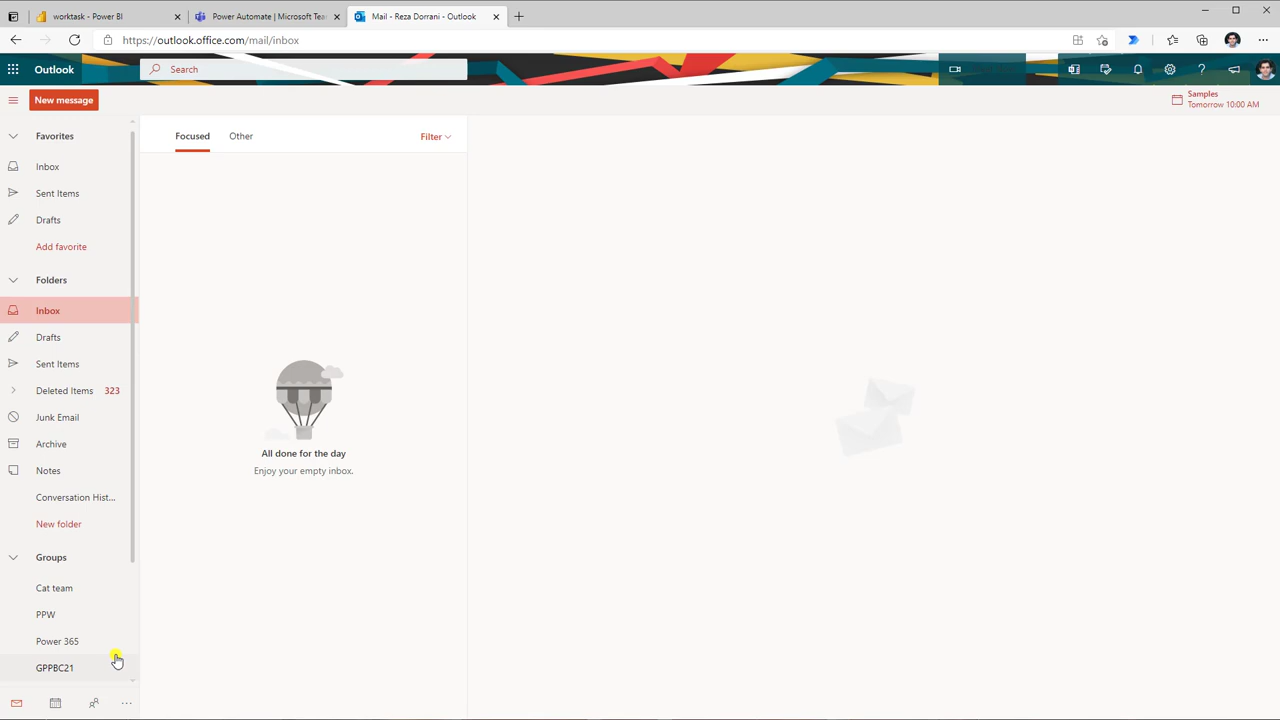 worktask - Power BI
Power Automate | Microsoft Tea
Mail - Reza Dorrani - Outlook
https://outlook.office.com/mail/inbox
Outlook
Search
New message
Samples
Tomorrow 10:00 AM
Favorites
Inbox
Sent Items
Drafts
Add favorite
Folders
Inbox
Drafts
Sent Items
Deleted Items 323
Junk Email
Archive
Notes
Conversation Hist...
New folder
Groups
Cat team
PPW
Power 365
GPPBC21
Focused Other Filter
All done for the day
Enjoy your empty inbox.